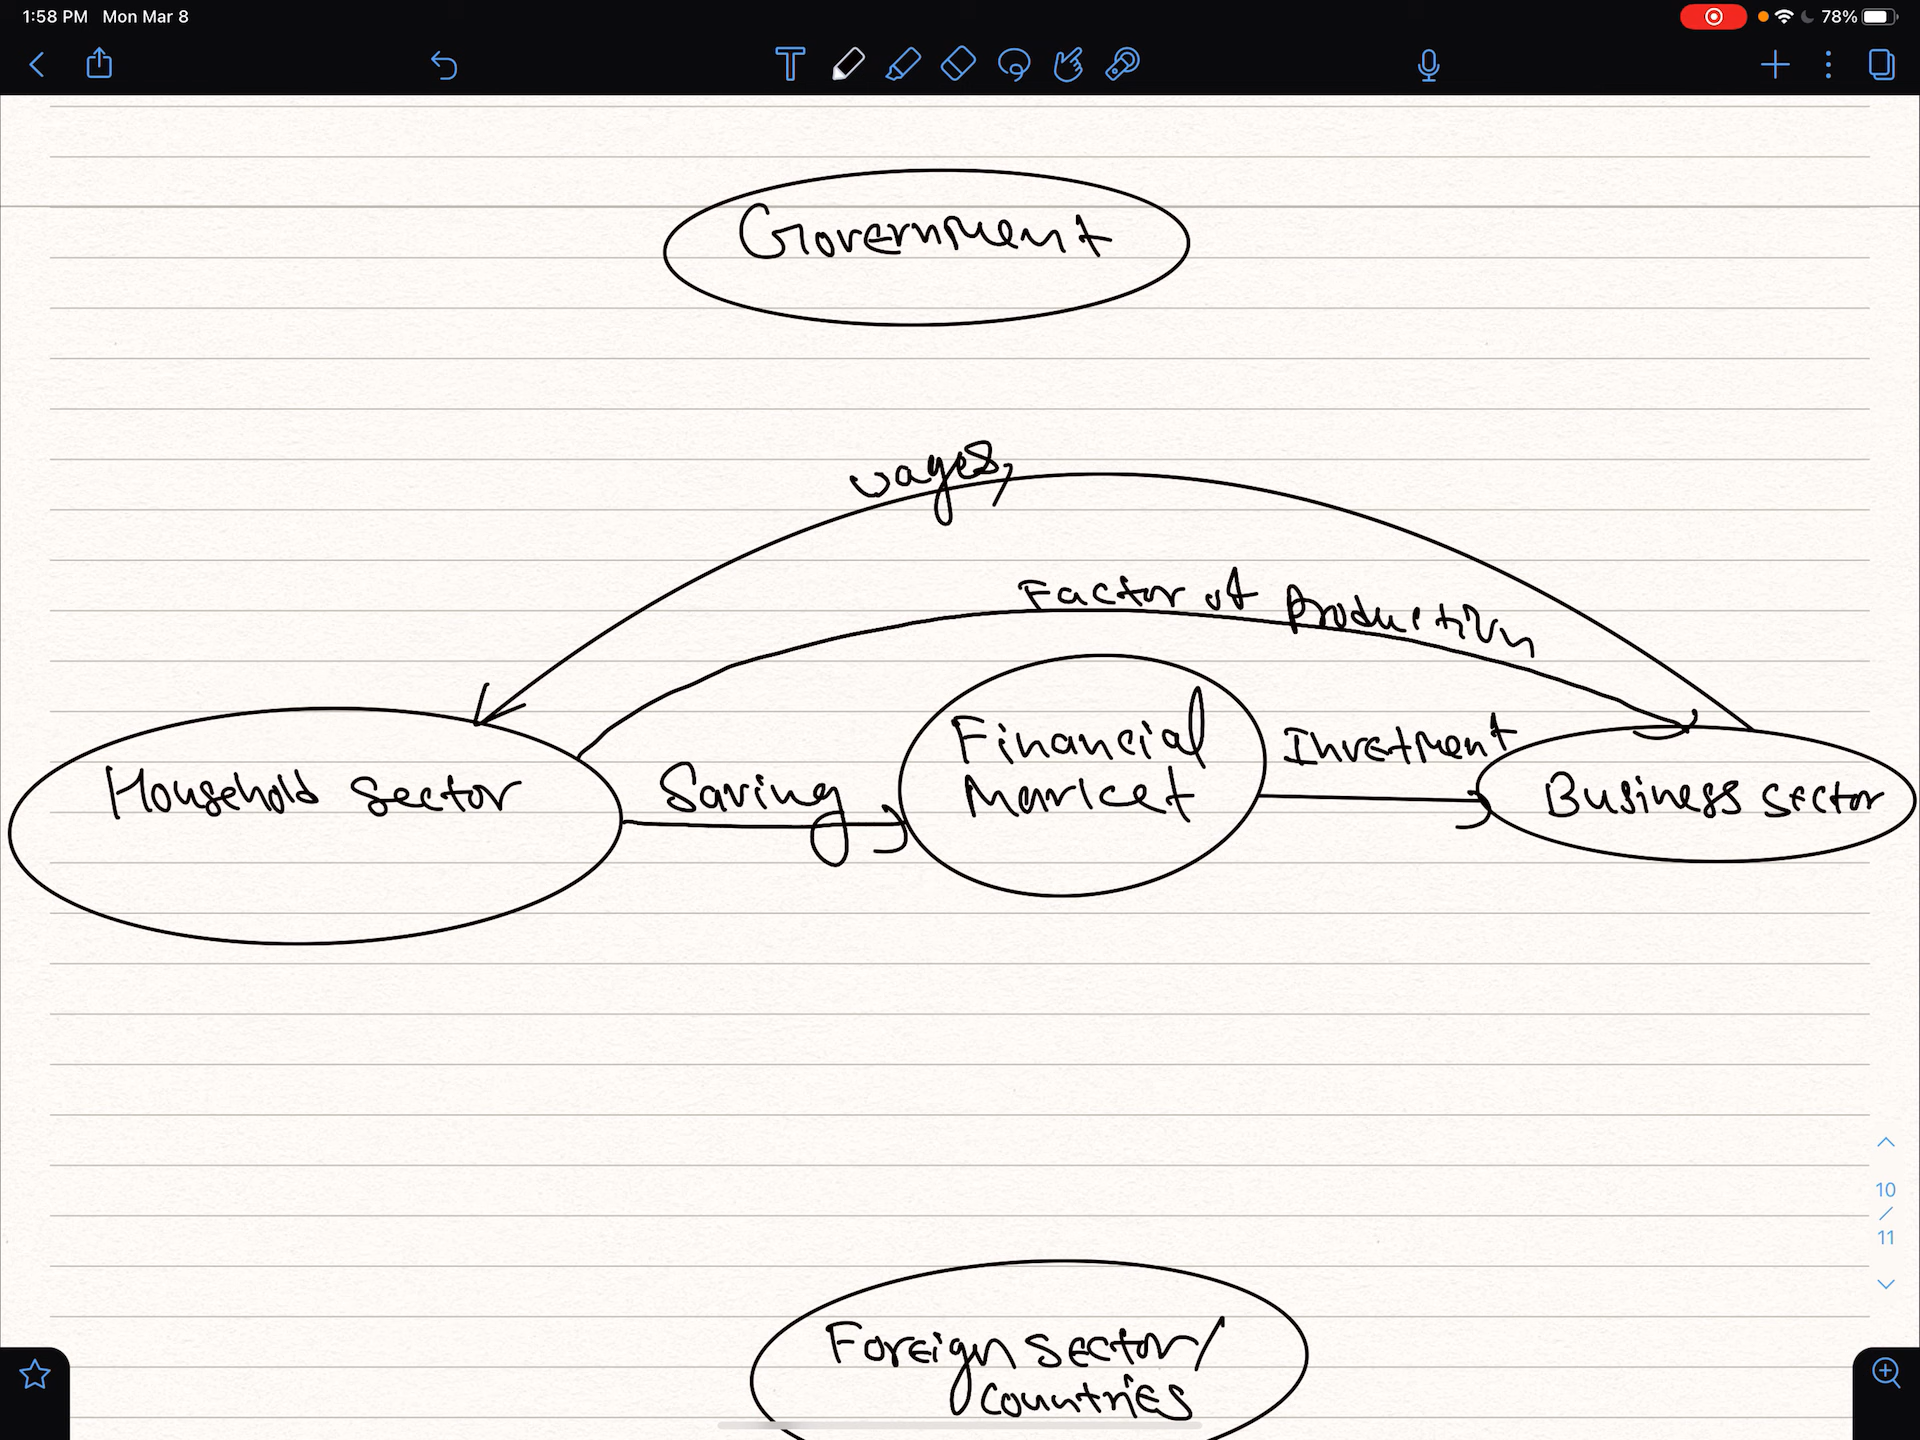 1:58 PM Mon Mar 8
78%
Government
wages,
Factor of Production
Household sector
Saving
Financial
Market
Invetment
Business sector
10
/
11
Foreign sector/
countries